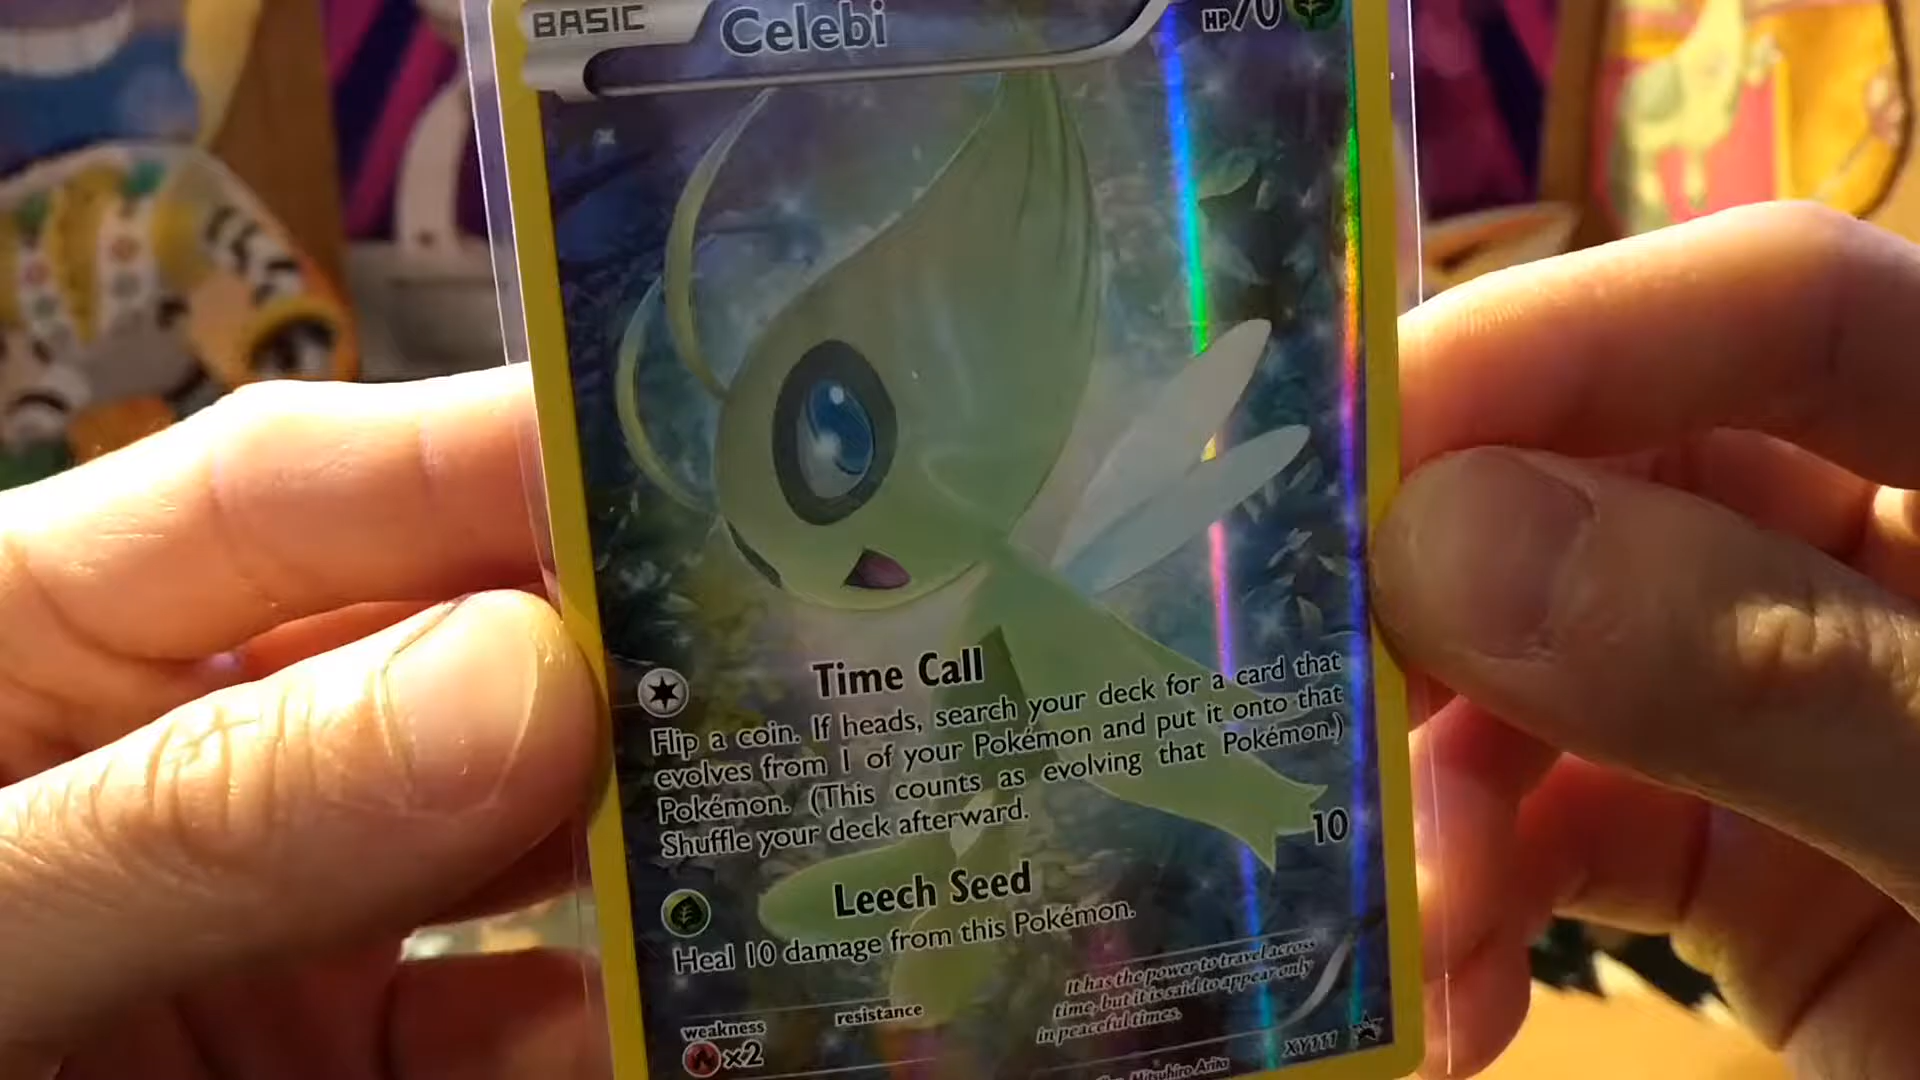 BASIC Celebi HP70
Time Call
Flip a coin. If heads, search your deck for a card that
evolves from 1 of your Pokémon and put it onto that
Pokémon. (This counts as evolving that Pokémon.)
Shuffle your deck afterward.
Leech Seed 10
Heal 10 damage from this Pokémon.
It has the power to travel across
time, but it is said to appear only
in peaceful times.
weakness resistance
x2
XY111
Mitsuhiro Arita